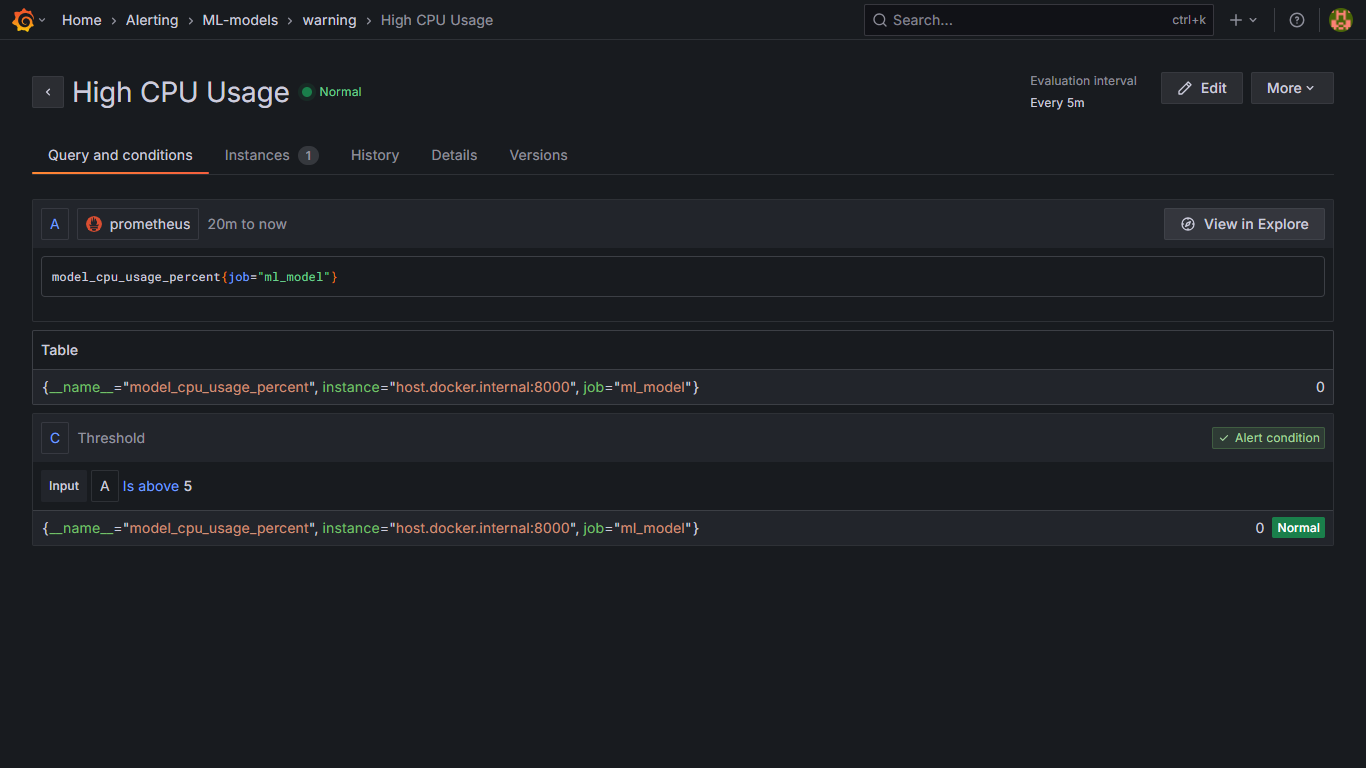 Home › Alerting › ML-models › warning › High CPU Usage
Search... ctrl+k
High CPU Usage Normal
Evaluation interval
Every 5m
Edit
More
Query and conditions Instances 1 History Details Versions
A prometheus 20m to now View in Explore
model_cpu_usage_percent{job="ml_model"}
Table
{__name__="model_cpu_usage_percent", instance="host.docker.internal:8000", job="ml_model"} 0
C Threshold Alert condition
Input A Is above 5
{__name__="model_cpu_usage_percent", instance="host.docker.internal:8000", job="ml_model"} 0 Normal